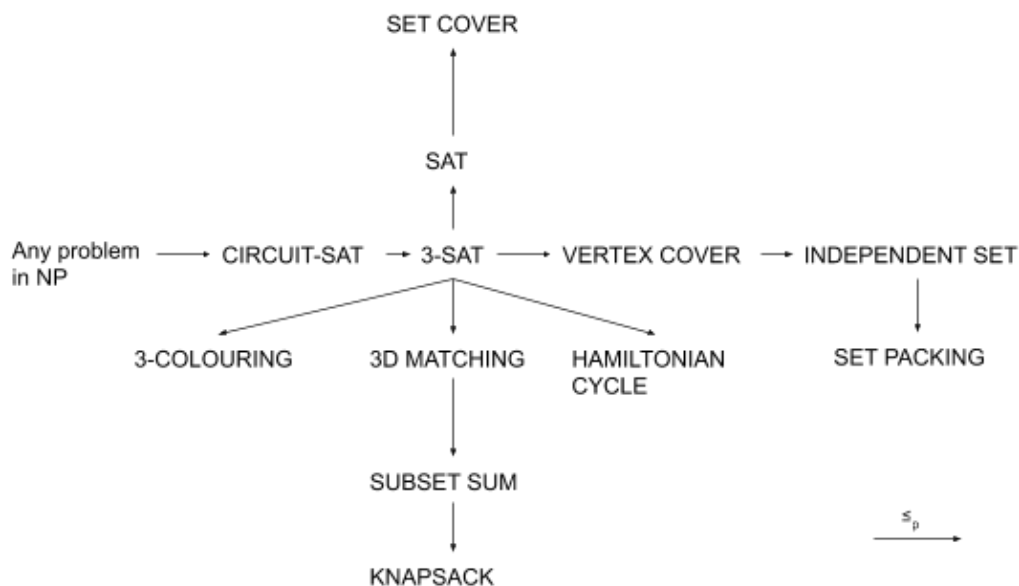 SET COVER
SAT
Any problem
in NP
CIRCUIT-SAT
3-SAT
VERTEX COVER
INDEPENDENT SET
3-COLOURING
3D MATCHING
HAMILTONIAN
CYCLE
SET PACKING
SUBSET SUM
≤p
KNAPSACK